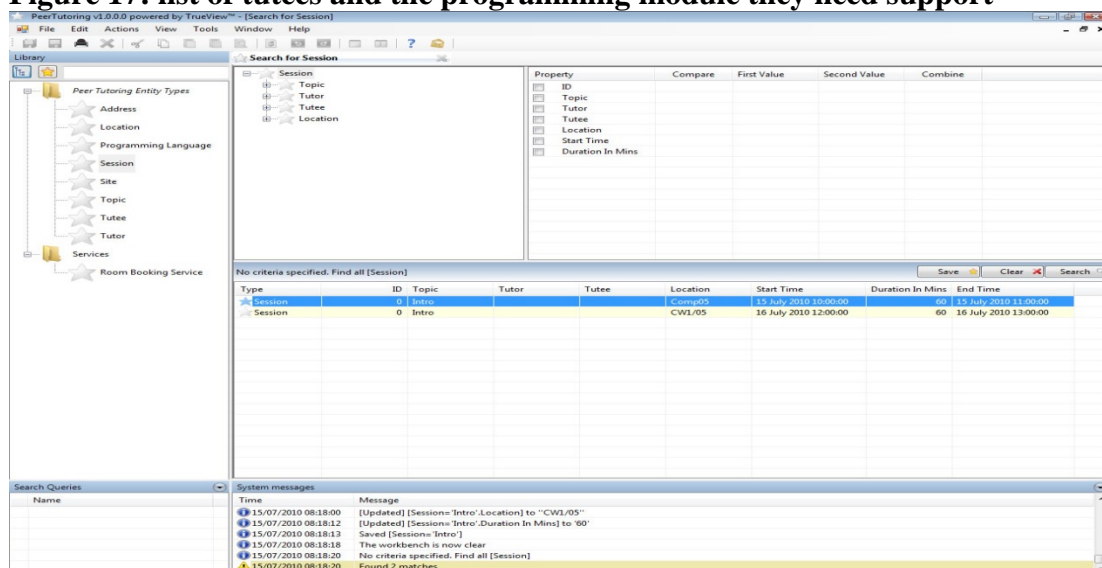 Figure 17: list of tutees and the programming module they need support
PeerTutoring v1.0.0.0 powered by TrueView™ - [Search for Session]
File Edit Actions View Tools Window Help
Library
Search for Session
Peer Tutoring Entity Types
Address
Location
Programming Language
Session
Site
Topic
Tutee
Tutor
Services
Room Booking Service
Session
Topic
Tutor
Tutee
Location
Property Compare First Value Second Value Combine
ID
Topic
Tutor
Tutee
Location
Start Time
Duration In Mins
No criteria specified. Find all [Session] Save Clear Search
Type ID Topic Tutor Tutee Location Start Time Duration In Mins End Time
Session 0 Intro Comp05 15 July 2010 10:00:00 60 15 July 2010 11:00:00
Session 0 Intro CW1/05 16 July 2010 12:00:00 60 16 July 2010 13:00:00
Search Queries
Name
System messages
Time Message
15/07/2010 08:18:00 [Updated] [Session='Intro'.Location] to "CW1/05"
15/07/2010 08:18:12 [Updated] [Session='Intro'.Duration In Mins] to '60'
15/07/2010 08:18:13 Saved [Session='Intro']
15/07/2010 08:18:18 The workbench is now clear
15/07/2010 08:18:20 No criteria specified. Find all [Session]
15/07/2010 08:18:20 Found 2 matches